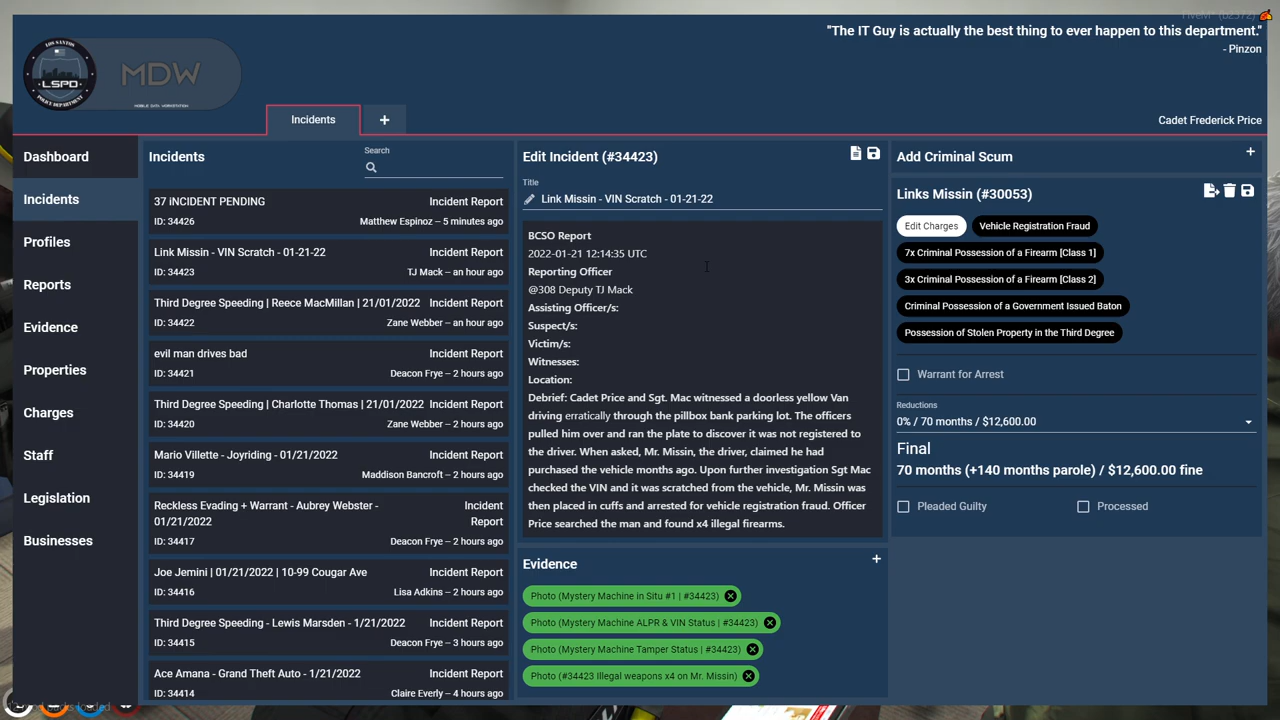 FiveM® (b2372)
"The IT Guy is actually the best thing to ever happen to this department."
- Pinzon
LOS SANTOS
LSPD
POLICE DEPARTMENT
MDW
MOBILE DATA WORKSTATION
Incidents
+
Cadet Frederick Price
Dashboard
Incidents
Profiles
Reports
Evidence
Properties
Charges
Staff
Legislation
Businesses
Incidents
Search
37 iNCIDENT PENDING Incident Report
ID: 34426 Matthew Espinoz – 5 minutes ago
Link Missin - VIN Scratch - 01-21-22 Incident Report
ID: 34423 TJ Mack – an hour ago
Third Degree Speeding | Reece MacMillan | 21/01/2022 Incident Report
ID: 34422 Zane Webber – an hour ago
evil man drives bad Incident Report
ID: 34421 Deacon Frye – 2 hours ago
Third Degree Speeding | Charlotte Thomas | 21/01/2022 Incident Report
ID: 34420 Zane Webber – 2 hours ago
Mario Villette - Joyriding - 01/21/2022 Incident Report
ID: 34419 Maddison Bancroft – 2 hours ago
Reckless Evading + Warrant - Aubrey Webster - Incident
01/21/2022 Report
ID: 34417 Deacon Frye – 2 hours ago
Joe Jemini | 01/21/2022 | 10-99 Cougar Ave Incident Report
ID: 34416 Lisa Adkins – 2 hours ago
Third Degree Speeding - Lewis Marsden - 1/21/2022 Incident Report
ID: 34415 Deacon Frye – 3 hours ago
Ace Amana - Grand Theft Auto - 1/21/2022 Incident Report
ID: 34414 Claire Everly – 4 hours ago
Edit Incident (#34423)
Title
Link Missin - VIN Scratch - 01-21-22
BCSO Report
2022-01-21 12:14:35 UTC
Reporting Officer
@308 Deputy TJ Mack
Assisting Officer/s:
Suspect/s:
Victim/s:
Witnesses:
Location:
Debrief: Cadet Price and Sgt. Mac witnessed a doorless yellow Van
driving erratically through the pillbox bank parking lot. The officers
pulled him over and ran the plate to discover it was not registered to
the driver. When asked, Mr. Missin, the driver, claimed he had
purchased the vehicle months ago. Upon further investigation Sgt Mac
checked the VIN and it was scratched from the vehicle, Mr. Missin was
then placed in cuffs and arrested for vehicle registration fraud. Officer
Price searched the man and found x4 illegal firearms.
Evidence
+
Photo (Mystery Machine in Situ #1 | #34423)
Photo (Mystery Machine ALPR & VIN Status | #34423)
Photo (Mystery Machine Tamper Status | #34423)
Photo (#34423 Illegal weapons x4 on Mr. Missin)
Add Criminal Scum
+
Links Missin (#30053)
Edit Charges
Vehicle Registration Fraud
7x Criminal Possession of a Firearm [Class 1]
3x Criminal Possession of a Firearm [Class 2]
Criminal Possession of a Government Issued Baton
Possession of Stolen Property in the Third Degree
Warrant for Arrest
Reductions
0% / 70 months / $12,600.00
Final
70 months (+140 months parole) / $12,600.00 fine
Pleaded Guilty
Processed